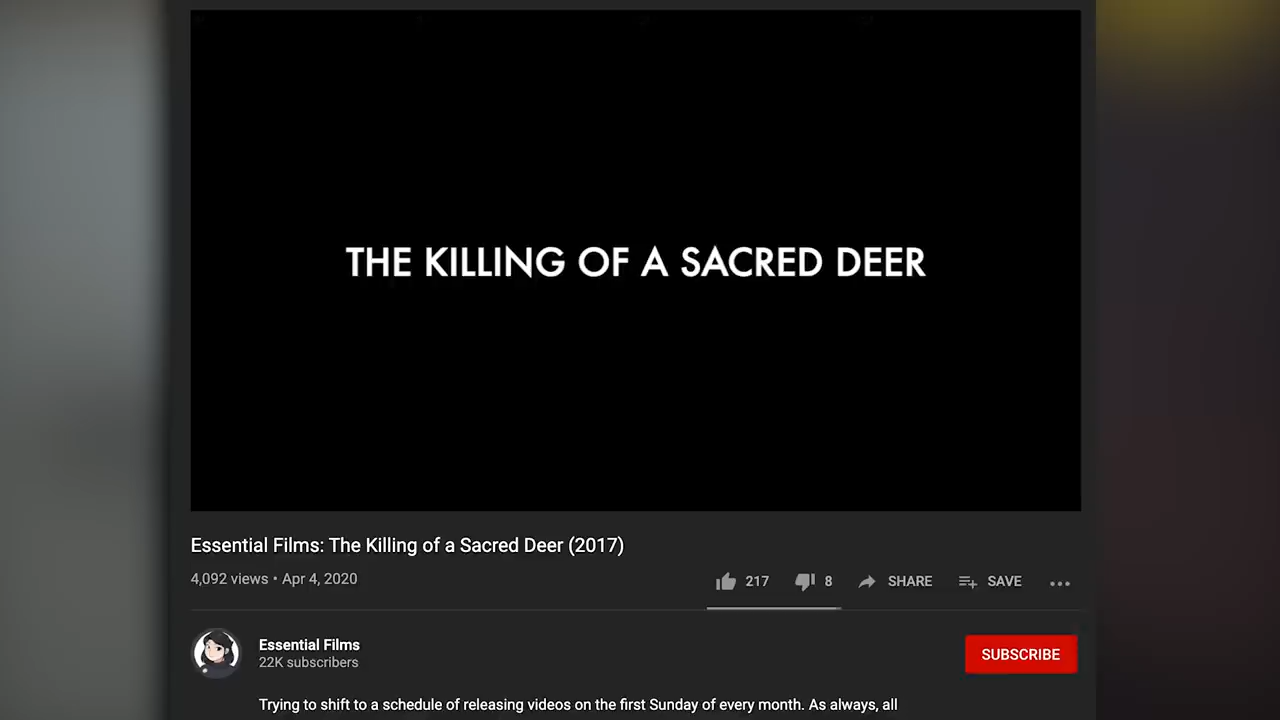 THE KILLING OF A SACRED DEER
Essential Films: The Killing of a Sacred Deer (2017)
4,092 views • Apr 4, 2020
217
8
SHARE
SAVE
Essential Films
22K subscribers
SUBSCRIBE
Trying to shift to a schedule of releasing videos on the first Sunday of every month. As always, all